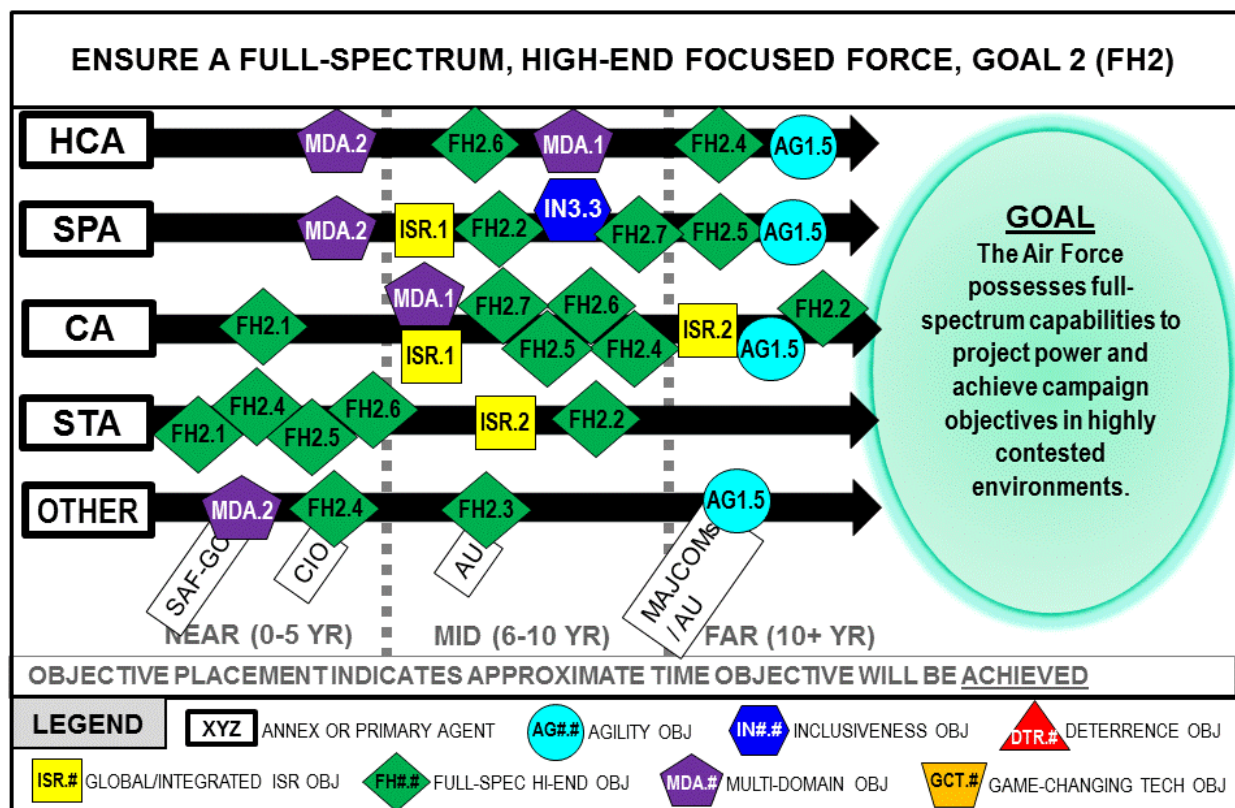 ENSURE A FULL-SPECTRUM, HIGH-END FOCUSED FORCE, GOAL 2 (FH2)
HCA
MDA.2
FH2.6
MDA.1
FH2.4
AG1.5
SPA
MDA.2
ISR.1
FH2.2
IN3.3
FH2.7
FH2.5
AG1.5
CA
FH2.1
MDA.1
ISR.1
FH2.7
FH2.5
FH2.6
FH2.4
ISR.2
AG1.5
FH2.2
STA
FH2.1
FH2.4
FH2.5
FH2.6
ISR.2
FH2.2
OTHER
MDA.2
FH2.4
FH2.3
AG1.5
SAF-GC
CIO
AU
MAJCOMs
/ AU
GOAL
The Air Force
possesses full-
spectrum capabilities to
project power and
achieve campaign
objectives in highly
contested
environments.
NEAR (0-5 YR)
MID (6-10 YR)
FAR (10+ YR)
OBJECTIVE PLACEMENT INDICATES APPROXIMATE TIME OBJECTIVE WILL BE ACHIEVED
LEGEND
XYZ ANNEX OR PRIMARY AGENT
AG#.# AGILITY OBJ
IN#.# INCLUSIVENESS OBJ
DTR.# DETERRENCE OBJ
ISR.# GLOBAL/INTEGRATED ISR OBJ
FH#.# FULL-SPEC HI-END OBJ
MDA.# MULTI-DOMAIN OBJ
GCT.# GAME-CHANGING TECH OBJ